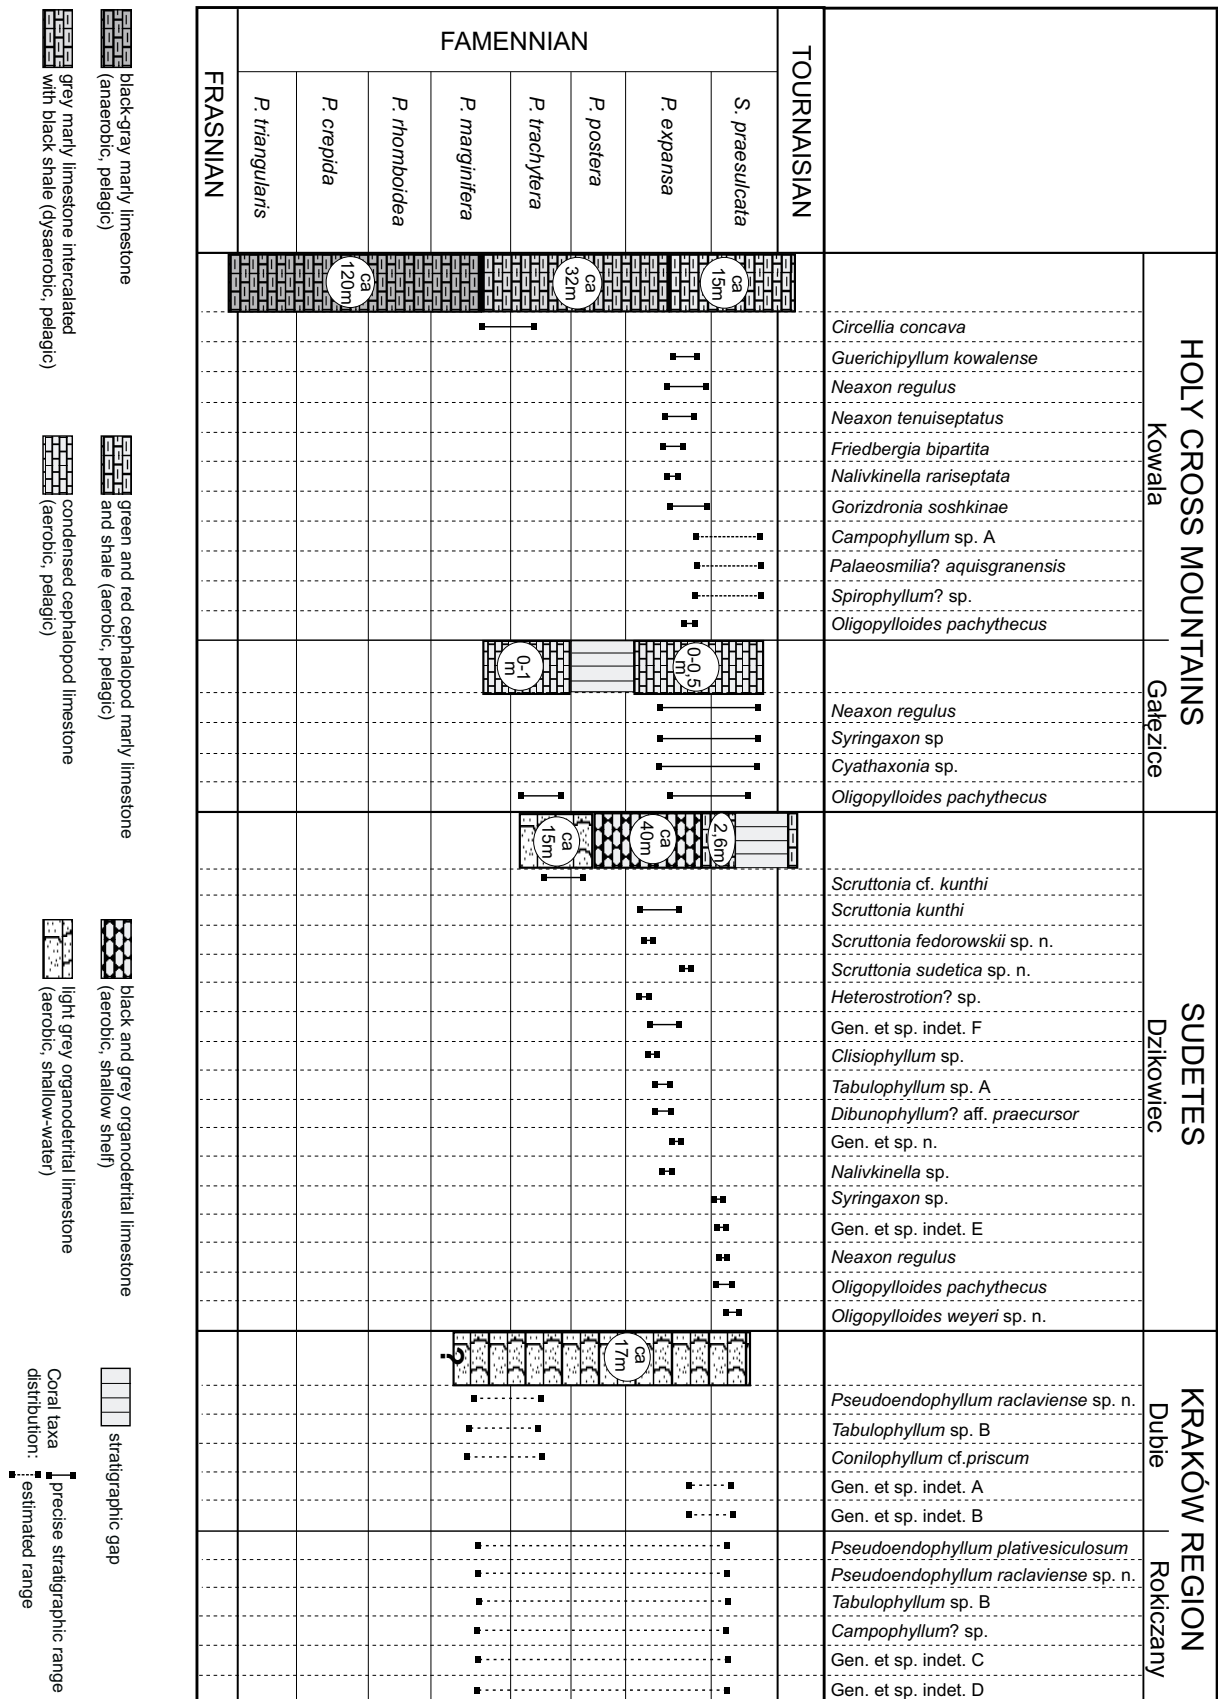 FAMENNIAN
TOURNAISIAN
FRASNIAN
P. triangularis
P. crepida
P. rhomboidea
P. marginifera
P. trachytera
P. postera
P. expansa
S. praesulcata
HOLY CROSS MOUNTAINS
Kowala
ca
120m
ca
32m
ca
15m
Circellia concava
Guerichipyllum kowalense
Neaxon regulus
Neaxon tenuiseptatus
Friedbergia bipartita
Nalivkinella rariseptata
Gorizdronia soshkinae
Campophyllum sp. A
Palaeosmilia? aquisgranensis
Spirophyllum? sp.
Oligopylloides pachythecus
Gałęzice
0-1
m
0-0,5
m
Neaxon regulus
Syringaxon sp
Cyathaxonia sp.
Oligopylloides pachythecus
SUDETES
Dzikowiec
ca
15m
ca
40m
2,6m
Scruttonia cf. kunthi
Scruttonia kunthi
Scruttonia fedorowskii sp. n.
Scruttonia sudetica sp. n.
Heterostrotion? sp.
Gen. et sp. indet. F
Clisiophyllum sp.
Tabulophyllum sp. A
Dibunophyllum? aff. praecursor
Gen. et sp. n.
Nalivkinella sp.
Syringaxon sp.
Gen. et sp. indet. E
Neaxon regulus
Oligopylloides pachythecus
Oligopylloides weyeri sp. n.
KRAKÓW REGION
Dubie
?
ca
17m
Pseudoendophyllum raclaviense sp. n.
Tabulophyllum sp. B
Conilophyllum cf.priscum
Gen. et sp. indet. A
Gen. et sp. indet. B
Rokiczany
Pseudoendophyllum plativesiculosum
Pseudoendophyllum raclaviense sp. n.
Tabulophyllum sp. B
Campophyllum? sp.
Gen. et sp. indet. C
Gen. et sp. indet. D
black-gray marly limestone
(anaerobic, pelagic)
grey marly limestone intercalated
with black shale (dysaerobic, pelagic)
green and red cephalopod marly limestone
and shale (aerobic, pelagic)
condensed cephalopod limestone
(aerobic, pelagic)
black and grey organodetrital limestone
(aerobic, shallow shelf)
light grey organodetrital limestone
(aerobic, shallow-water)
stratigraphic gap
Coral taxa
distribution:
precise stratigraphic range
estimated range